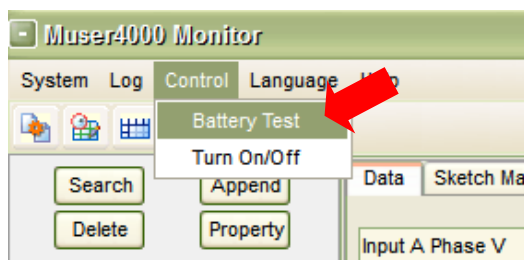 Muser4000 Monitor
System Log Control Language
Battery Test
Turn On/Off
Search Append
Data Sketch Ma
Delete Property
Input A Phase V